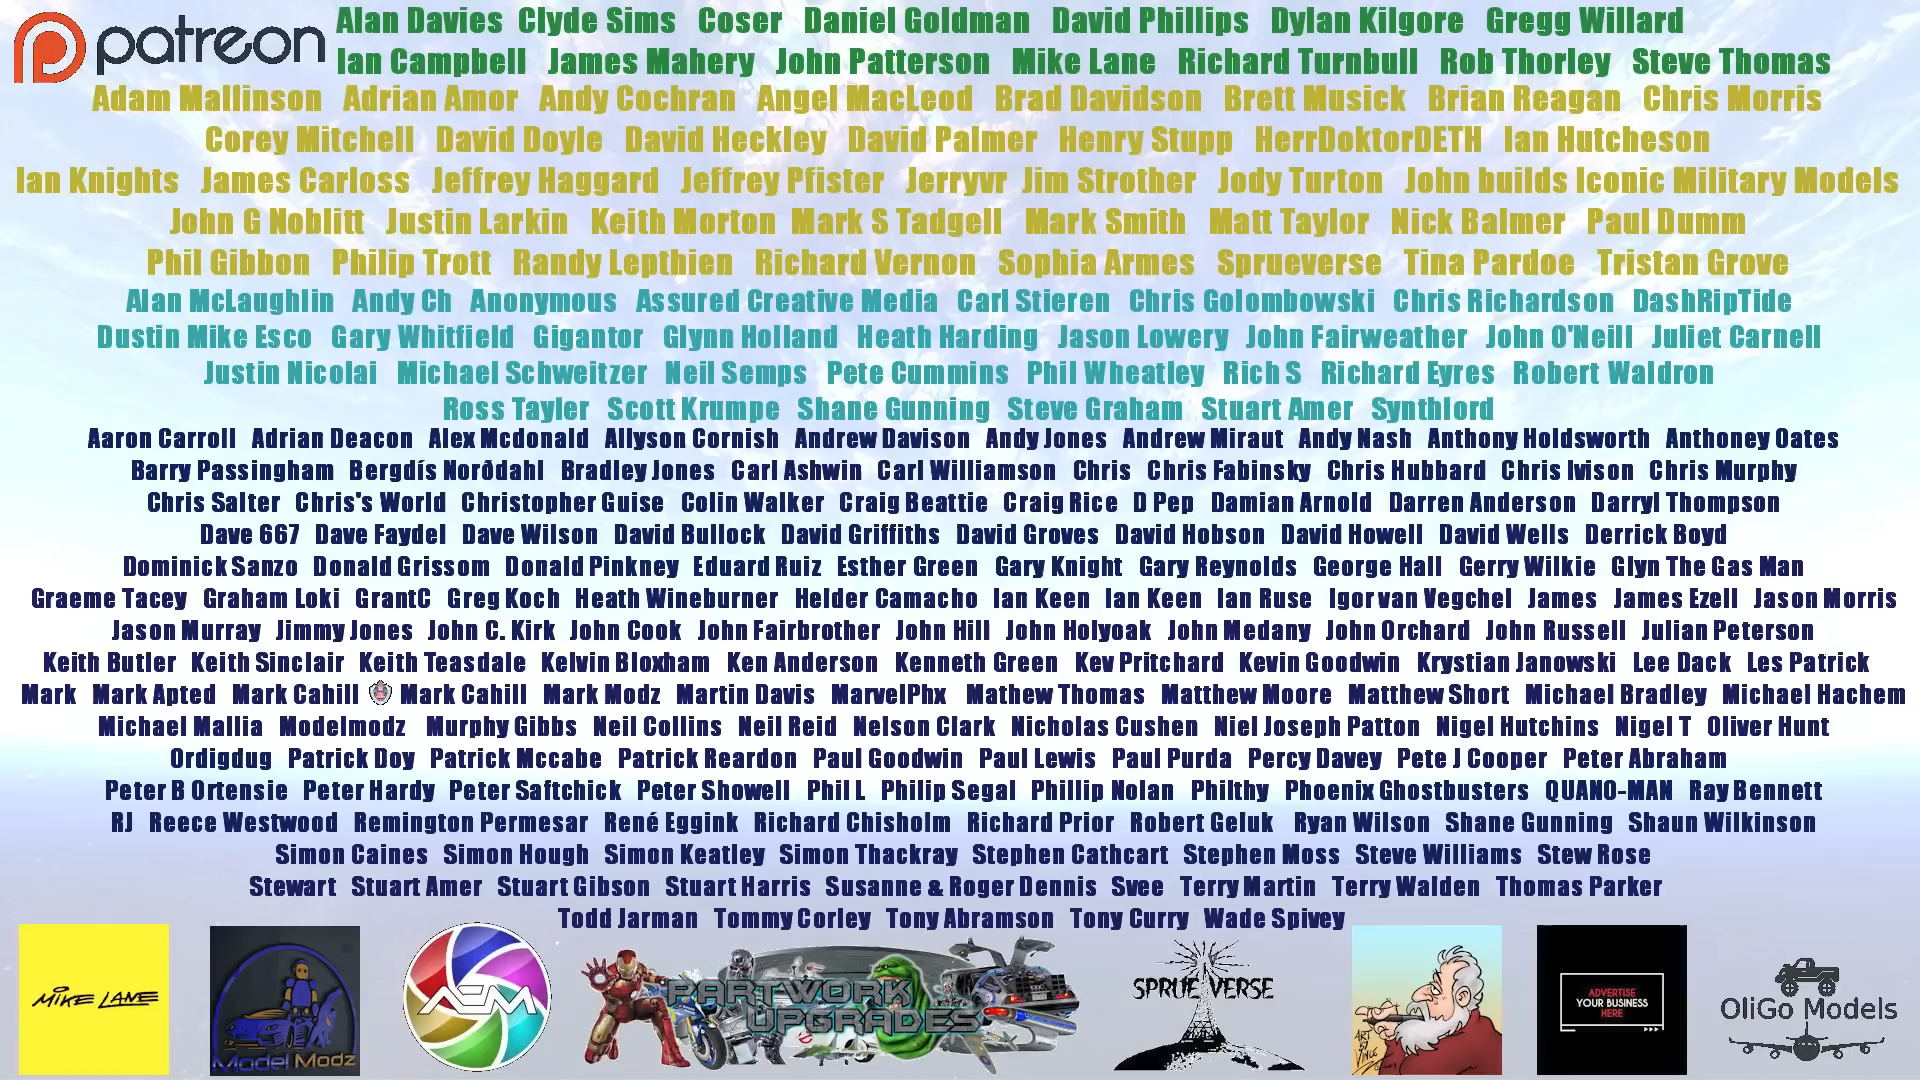 patreon
Alan Davies Clyde Sims Coser Daniel Goldman David Phillips Dylan Kilgore Gregg Willard
Ian Campbell James Mahery John Patterson Mike Lane Richard Turnbull Rob Thorley Steve Thomas
Adam Mallinson Adrian Amor Andy Cochran Angel MacLeod Brad Davidson Brett Musick Brian Reagan Chris Morris
Corey Mitchell David Doyle David Heckley David Palmer Henry Stupp HerrDoktorDETH Ian Hutcheson
Ian Knights James Carloss Jeffrey Haggard Jeffrey Pfister Jerryvr Jim Strother Jody Turton John builds Iconic Military Models
John G Noblitt Justin Larkin Keith Morton Mark S Tadgell Mark Smith Matt Taylor Nick Balmer Paul Dumm
Phil Gibbon Philip Trott Randy Lepthien Richard Vernon Sophia Armes Sprueverse Tina Pardoe Tristan Grove
Alan McLaughlin Andy Ch Anonymous Assured Creative Media Carl Stieren Chris Golombowski Chris Richardson DashRipTide
Dustin Mike Esco Gary Whitfield Gigantor Glynn Holland Heath Harding Jason Lowery John Fairweather John O'Neill Juliet Carnell
Justin Nicolai Michael Schweitzer Neil Semps Pete Cummins Phil Wheatley Rich S Richard Eyres Robert Waldron
Ross Tayler Scott Krumpe Shane Gunning Steve Graham Stuart Amer Synthlord
Aaron Carroll Adrian Deacon Alex Mcdonald Allyson Cornish Andrew Davison Andy Jones Andrew Miraut Andy Nash Anthony Holdsworth Anthoney Oates
Barry Passingham Bergdís Norðdahl Bradley Jones Carl Ashwin Carl Williamson Chris Chris Fabinsky Chris Hubbard Chris Ivison Chris Murphy
Chris Salter Chris's World Christopher Guise Colin Walker Craig Beattie Craig Rice D Pep Damian Arnold Darren Anderson Darryl Thompson
Dave 667 Dave Faydel Dave Wilson David Bullock David Griffiths David Groves David Hobson David Howell David Wells Derrick Boyd
Dominick Sanzo Donald Grissom Donald Pinkney Eduard Ruiz Esther Green Gary Knight Gary Reynolds George Hall Gerry Wilkie Glyn The Gas Man
Graeme Tacey Graham Loki GrantC Greg Koch Heath Wineburner Helder Camacho Ian Keen Ian Keen Ian Ruse Igor van Vegchel James James Ezell Jason Morris
Jason Murray Jimmy Jones John C. Kirk John Cook John Fairbrother John Hill John Holyoak John Medany John Orchard John Russell Julian Peterson
Keith Butler Keith Sinclair Keith Teasdale Kelvin Bloxham Ken Anderson Kenneth Green Kev Pritchard Kevin Goodwin Krystian Janowski Lee Dack Les Patrick
Mark Mark Apted Mark Cahill Mark Cahill Mark Modz Martin Davis MarvelPhx Mathew Thomas Matthew Moore Matthew Short Michael Bradley Michael Hachem
Michael Mallia Modelmodz Murphy Gibbs Neil Collins Neil Reid Nelson Clark Nicholas Cushen Niel Joseph Patton Nigel Hutchins Nigel T Oliver Hunt
Ordigdug Patrick Doy Patrick Mccabe Patrick Reardon Paul Goodwin Paul Lewis Paul Purda Percy Davey Pete J Cooper Peter Abraham
Peter B Ortensie Peter Hardy Peter Saftchick Peter Showell Phil L Philip Segal Phillip Nolan Philthy Phoenix Ghostbusters QUANO-MAN Ray Bennett
RJ Reece Westwood Remington Permesar René Eggink Richard Chisholm Richard Prior Robert Geluk Ryan Wilson Shane Gunning Shaun Wilkinson
Simon Caines Simon Hough Simon Keatley Simon Thackray Stephen Cathcart Stephen Moss Steve Williams Stew Rose
Stewart Stuart Amer Stuart Gibson Stuart Harris Susanne & Roger Dennis Svee Terry Martin Terry Walden Thomas Parker
Todd Jarman Tommy Corley Tony Abramson Tony Curry Wade Spivey
MIKE LANE
Model Modz
ACM
PARTWORK
UPGRADES
SPRUE VERSE
ART
BY
VINCE
ADVERTISE
YOUR BUSINESS
HERE
OliGo Models